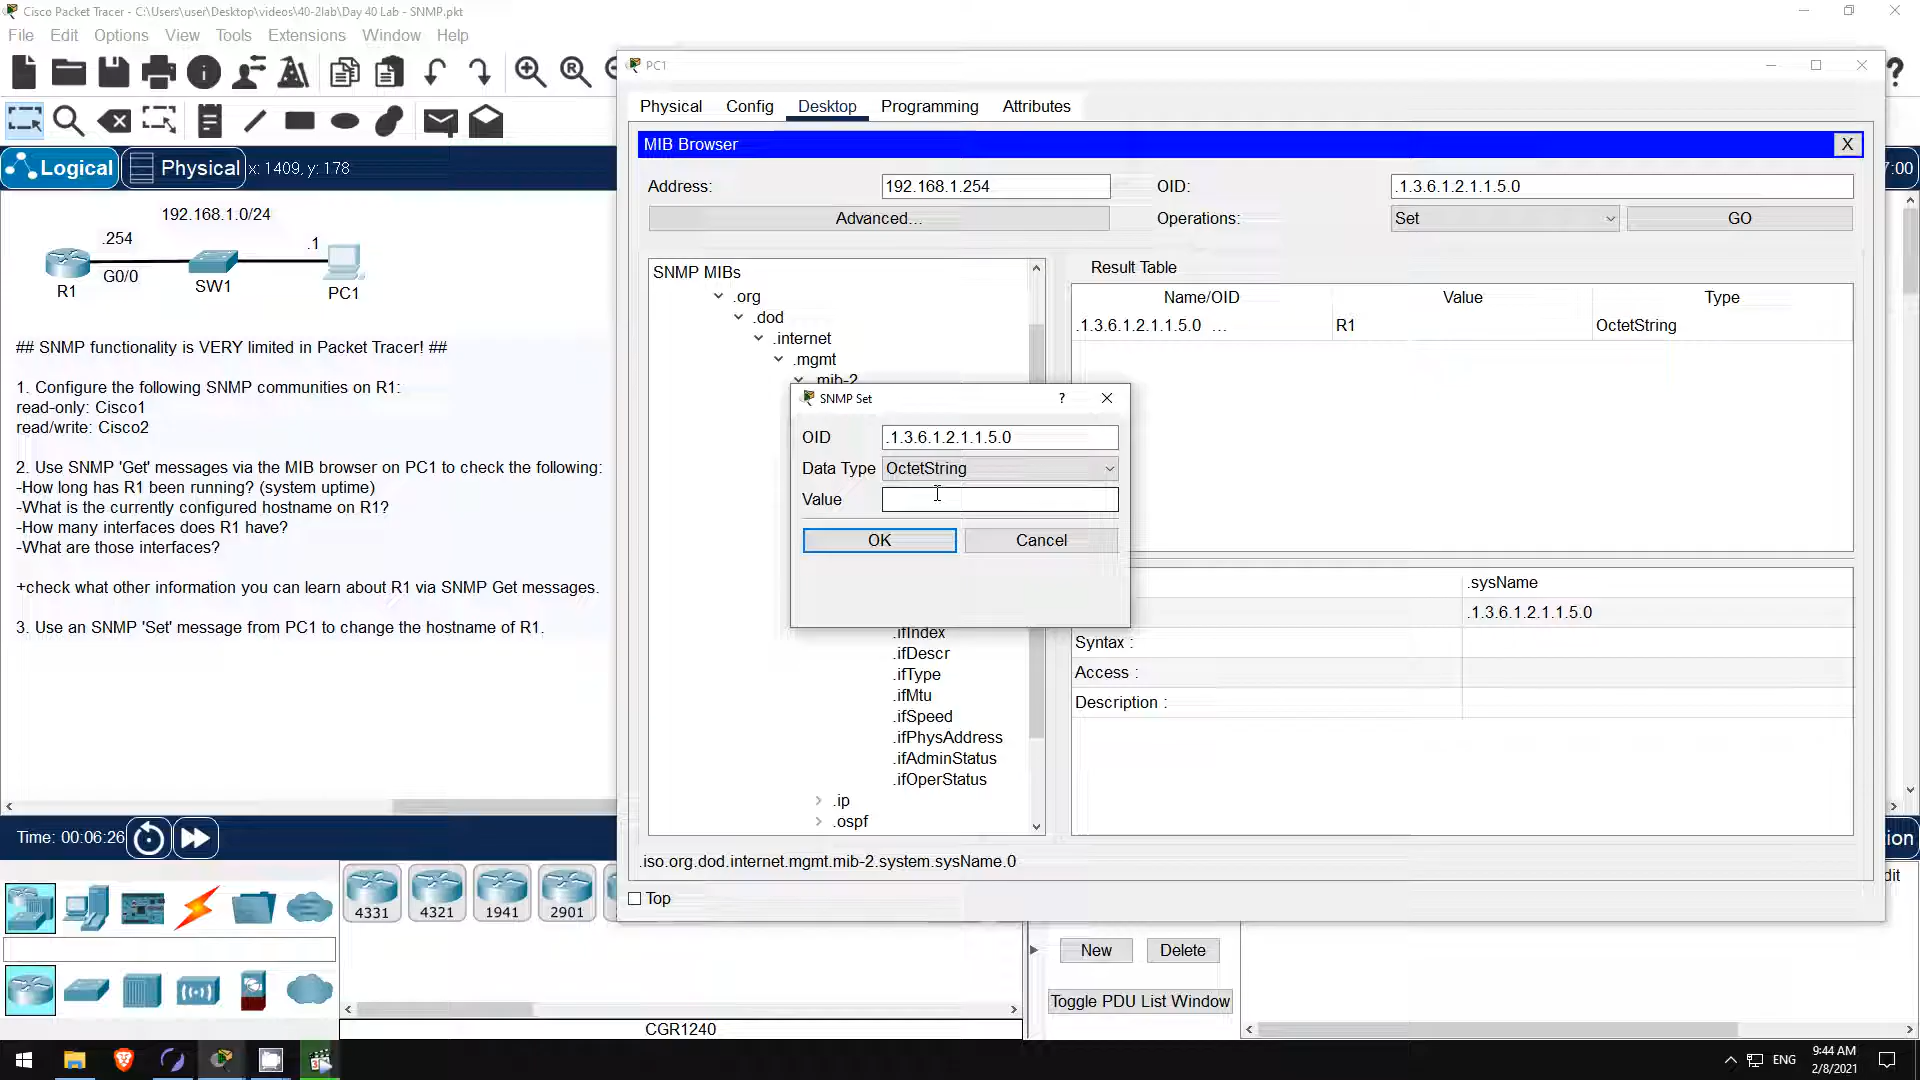 Cisco Packet Tracer - C:\Users\user\Desktop\videos\40-2lab\Day 40 Lab - SNMP.pkt
File Edit Options View Tools Extensions Window Help
Logical
Physical
x: 1409, y: 178
192.168.1.0/24
.254
.1
G0/0
R1
SW1
PC1
## SNMP functionality is VERY limited in Packet Tracer! ##
1. Configure the following SNMP communities on R1:
read-only: Cisco1
read/write: Cisco2
2. Use SNMP 'Get' messages via the MIB browser on PC1 to check the following:
-How long has R1 been running? (system uptime)
-What is the currently configured hostname on R1?
-How many interfaces does R1 have?
-What are those interfaces?
+check what other information you can learn about R1 via SNMP Get messages.
3. Use an SNMP 'Set' message from PC1 to change the hostname of R1.
PC1
Physical Config Desktop Programming Attributes
MIB Browser
X
Address: 192.168.1.254 OID: .1.3.6.1.2.1.1.5.0
Advanced... Operations: Set GO
SNMP MIBs
.org
.dod
.internet
.mgmt
mib-2
Result Table
Name/OID Value Type
.1.3.6.1.2.1.1.5.0 ... R1 OctetString
SNMP Set
?
OID .1.3.6.1.2.1.1.5.0
Data Type OctetString
Value
OK Cancel
.ifIndex
.ifDescr
.ifType
.ifMtu
.ifSpeed
.ifPhysAddress
.ifAdminStatus
.ifOperStatus
.ip
.ospf
.sysName
.1.3.6.1.2.1.1.5.0
Syntax :
Access :
Description :
.iso.org.dod.internet.mgmt.mib-2.system.sysName.0
Top
:00
Time: 00:06:26
4331 4321 1941 2901
CGR1240
New Delete
Toggle PDU List Window
ion
dit
ENG
9:44 AM
2/8/2021